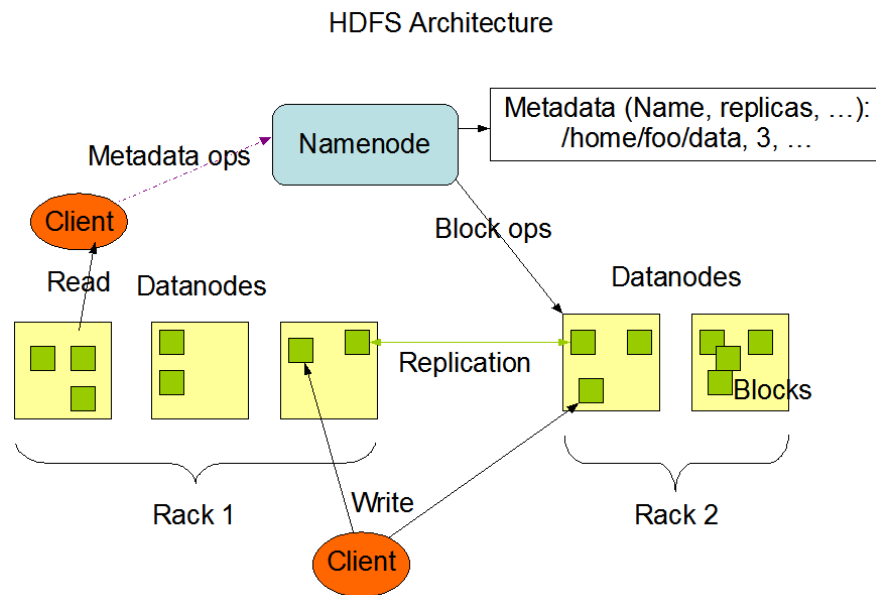 HDFS Architecture
Metadata (Name, replicas, …):
/home/foo/data, 3, …
Namenode
Metadata ops
Client
Block ops
Read
Datanodes
Datanodes
Replication
Blocks
Rack 1
Write
Rack 2
Client